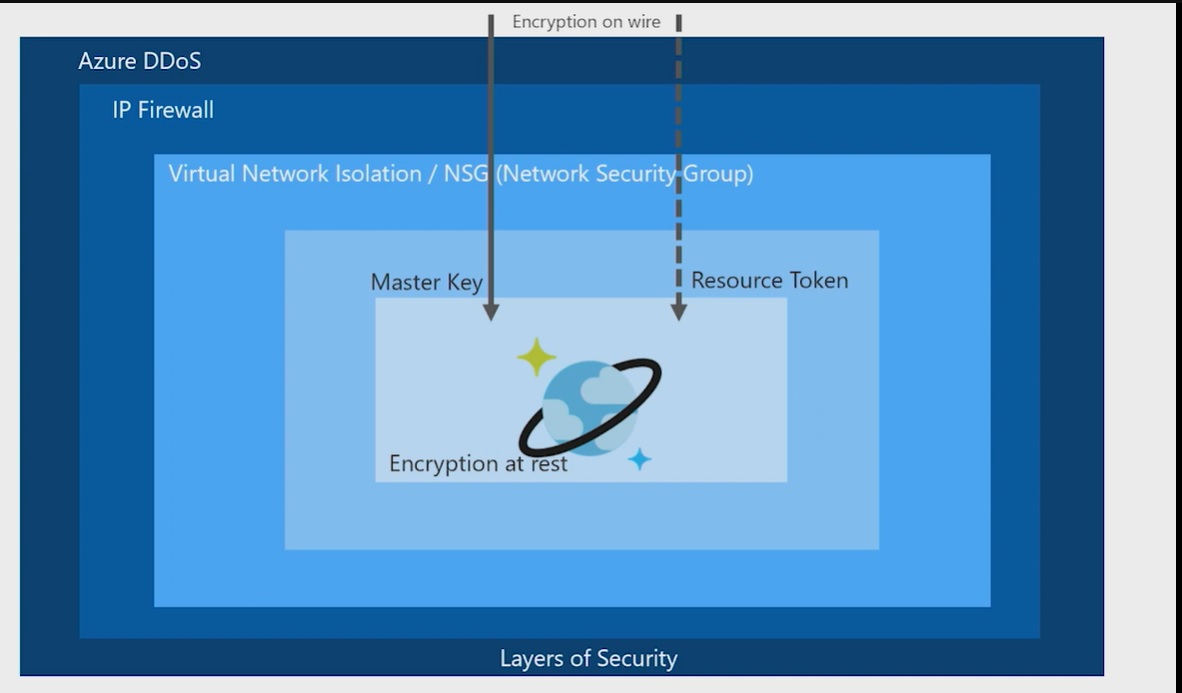 Encryption on wire
Azure DDoS
IP Firewall
Virtual Network Isolation / NSG (Network Security Group)
Master Key
Resource Token
Encryption at rest
Layers of Security